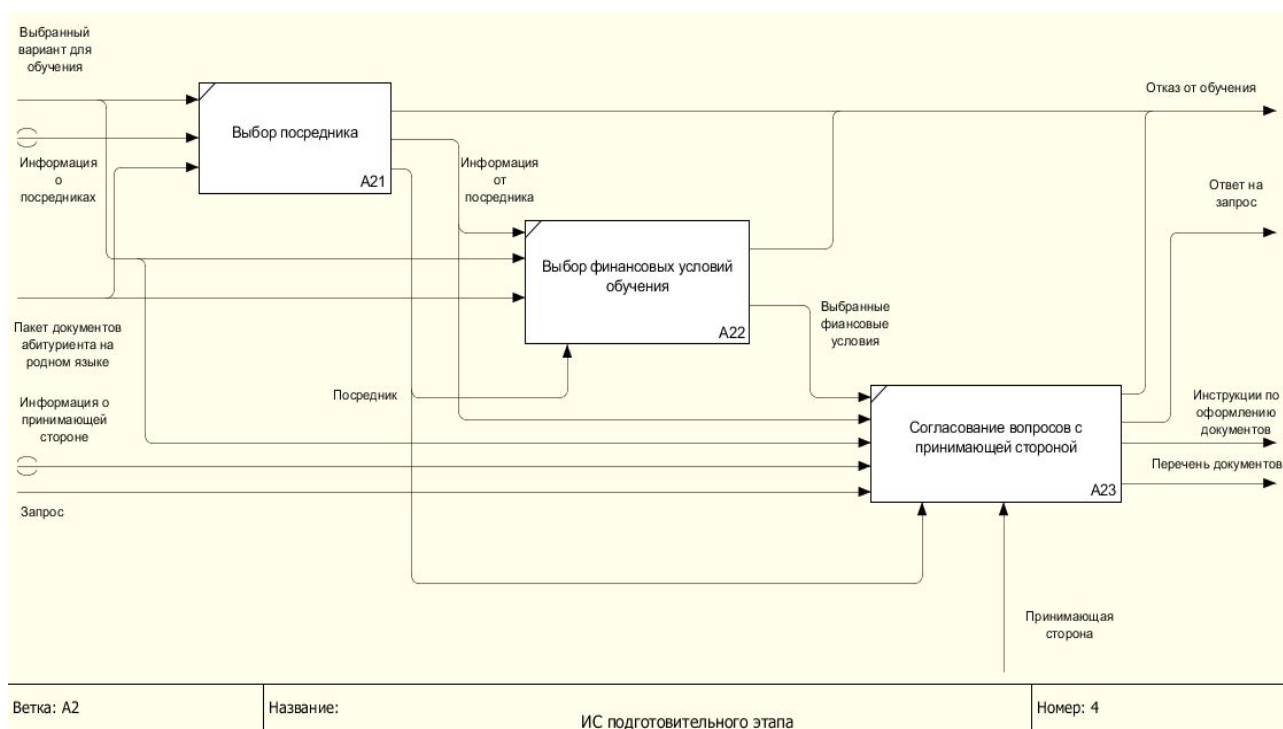 Выбранный
вариант для
обучения
Отказ от обучения
Выбор посредника
A21
Информация
о
посредниках
Информация
от
посредника
Ответ на
запрос
Выбор финансовых условий
обучения
A22
Пакет документов
абитуриента на
родном языке
Выбранные
фиансовые
условия
Посредник
Информация о
принимающей
стороне
Инструкции по
оформлению
документов
Согласование вопросов с
принимающей стороной
A23
Перечень документов
Запрос
Принимающая
сторона
Ветка: A2
Название:
ИС подготовительного этапа
Номер: 4